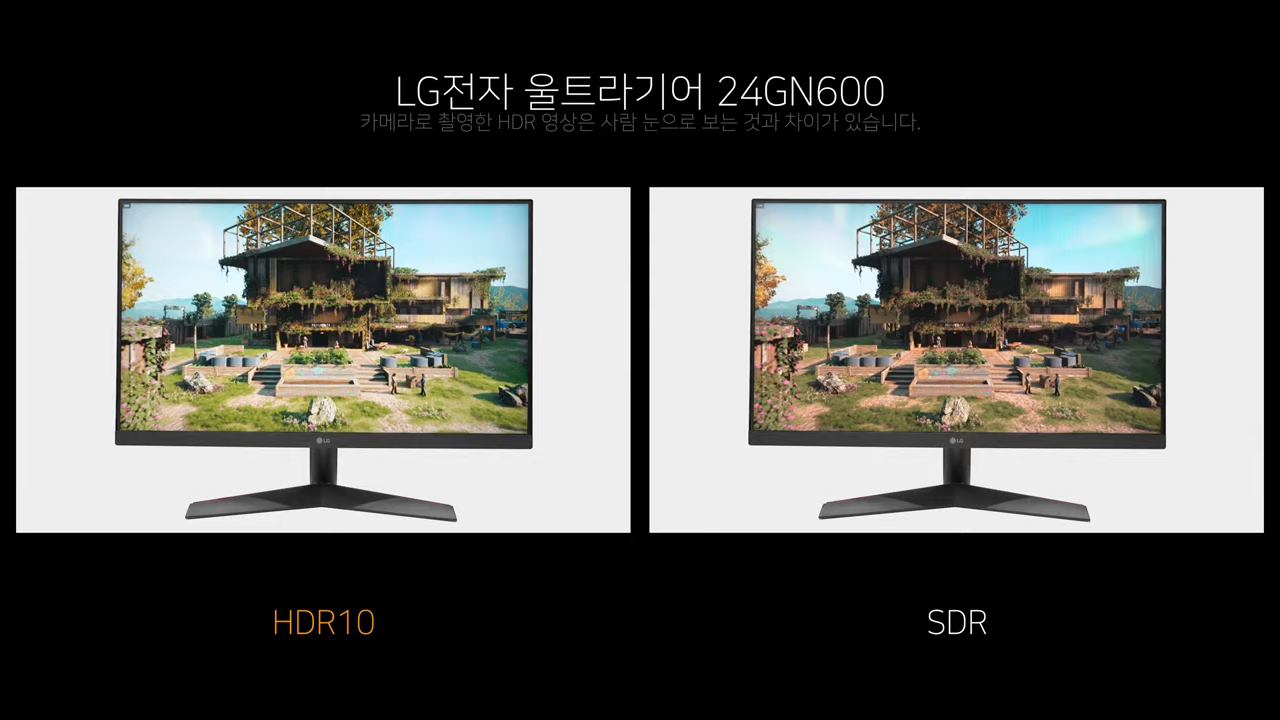 LG전자 울트라기어 24GN600
카메라로 촬영한 HDR 영상은 사람 눈으로 보는 것과 차이가 있습니다.
LG
LG
HDR10
SDR